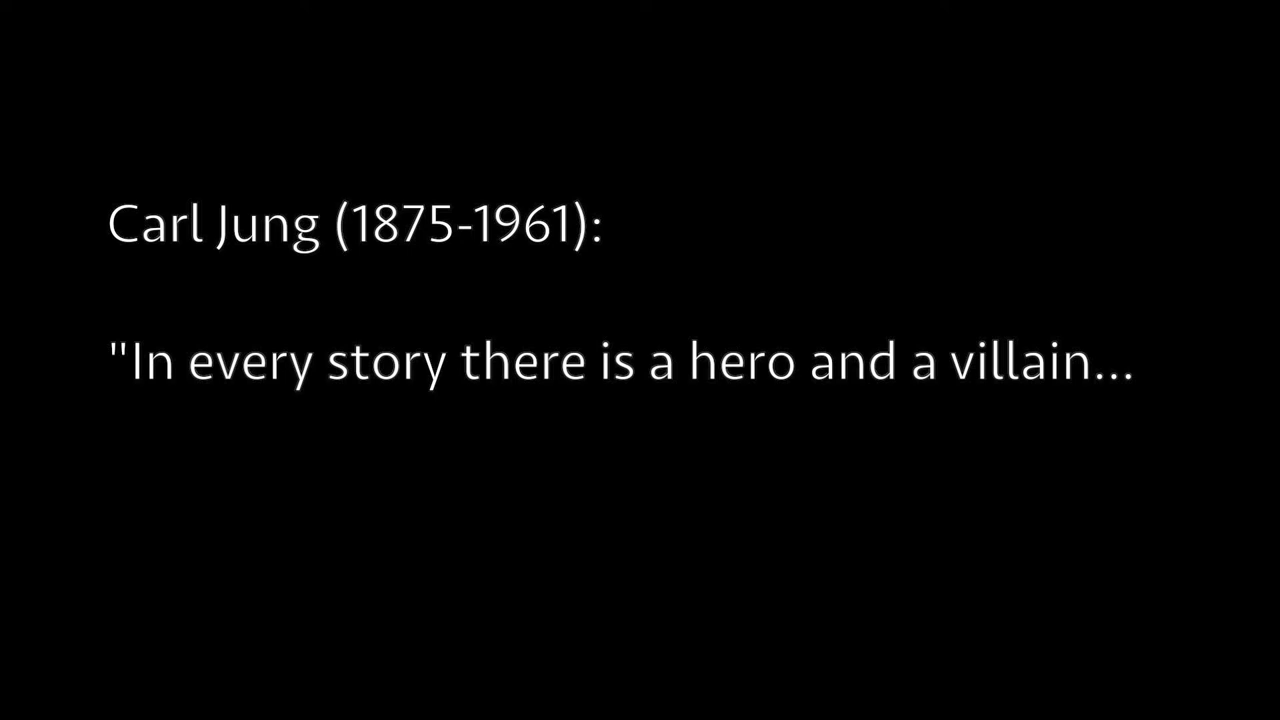 Carl Jung (1875-1961):
"In every story there is a hero and a villain...